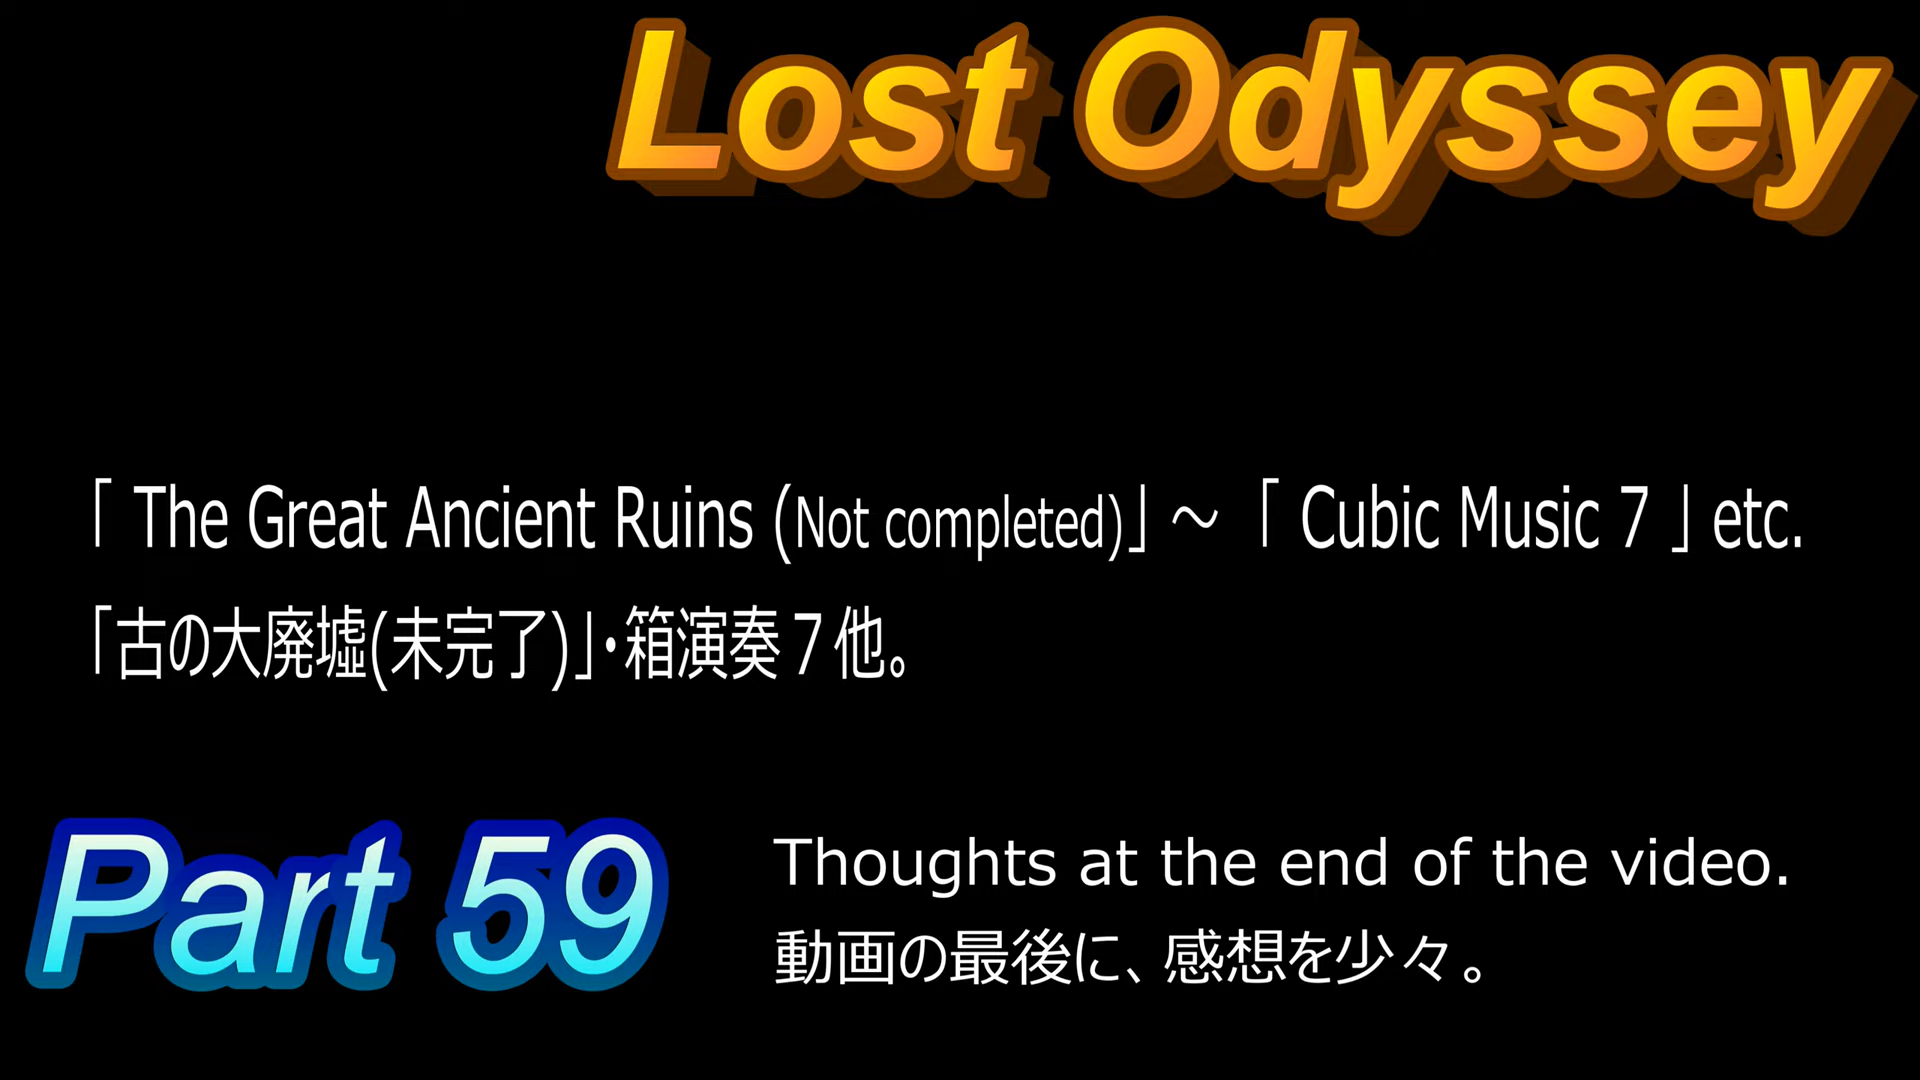 Lost Odyssey
「 The Great Ancient Ruins (Not completed)」～「 Cubic Music 7 」etc.
「古の大廃墟(未完了)」・箱演奏７他。
Part 59
Thoughts at the end of the video.
動画の最後に、感想を少々。